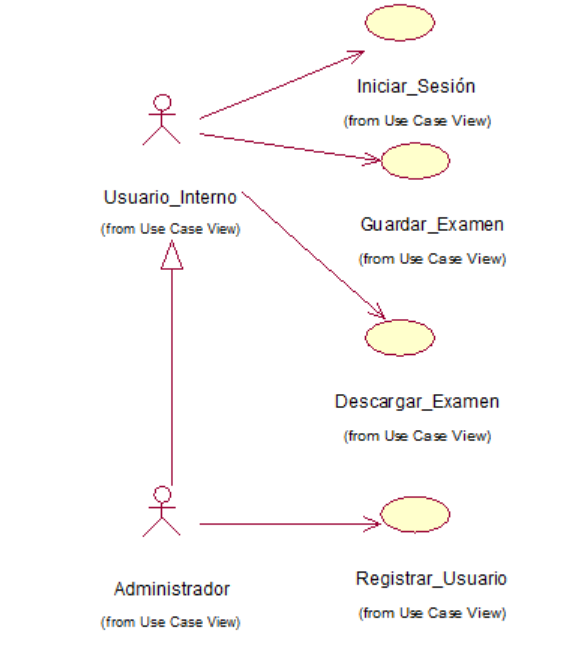 Iniciar_Sesión
(from Use Case View)
Usuario_Interno
(from Use Case View)
Guardar_Examen
(from Use Case View)
Descargar_Examen
(from Use Case View)
Administrador
(from Use Case View)
Registrar_Usuario
(from Use Case View)